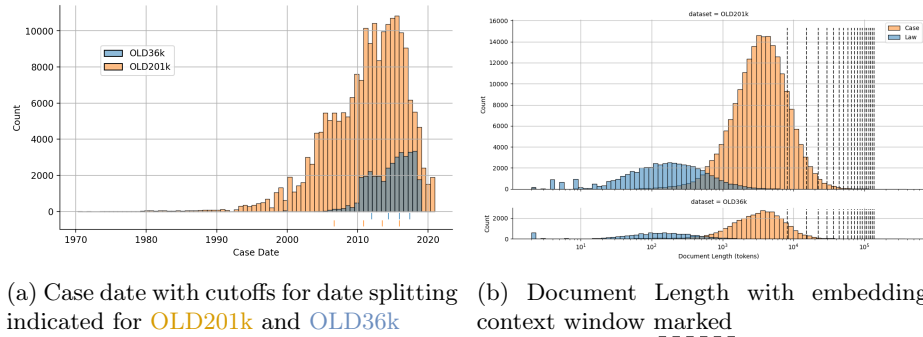 10000
8000
6000
4000
2000
0
Count
OLD36k
OLD201k
1970
1980
1990
2000
2010
2020
Case Date
dataset = OLD201k
16000
14000
12000
10000
8000
6000
4000
2000
0
Count
Case
Law
dataset = OLD36k
2000
0
Count
10¹
10²
10³
10⁴
10⁵
Document Length (tokens)
(a) Case date with cutoffs for date splitting
indicated for OLD201k and OLD36k
(b) Document Length with embedding
context window marked